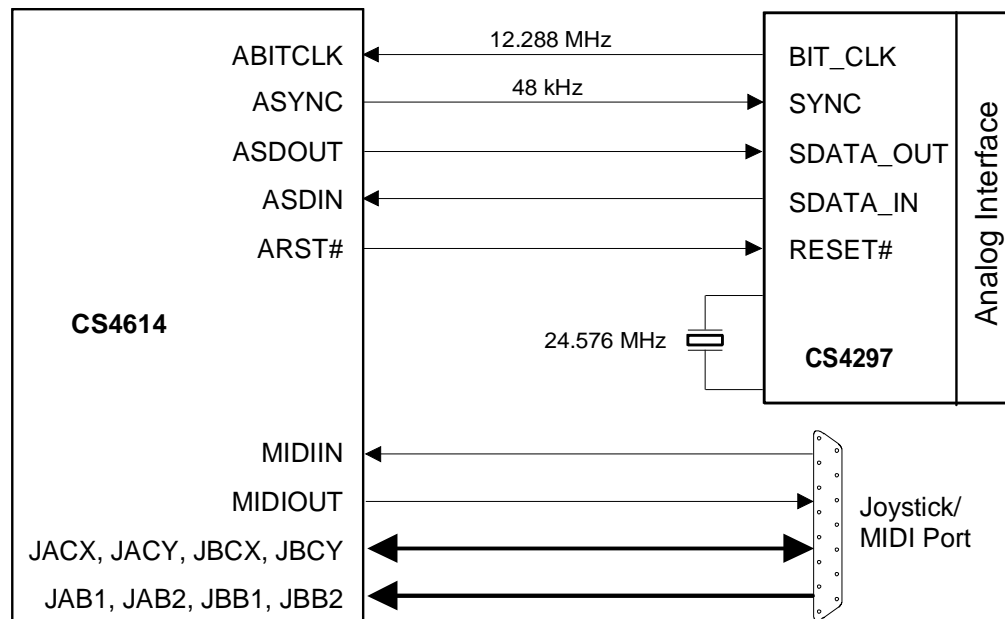 ABITCLK
12.288 MHz
BIT_CLK
ASYNC
48 kHz
SYNC
ASDOUT
SDATA_OUT
ASDIN
SDATA_IN
ARST#
RESET#
Analog Interface
CS4614
24.576 MHz
CS4297
MIDIIN
MIDIOUT
JACX, JACY, JBCX, JBCY
JAB1, JAB2, JBB1, JBB2
Joystick/
MIDI Port